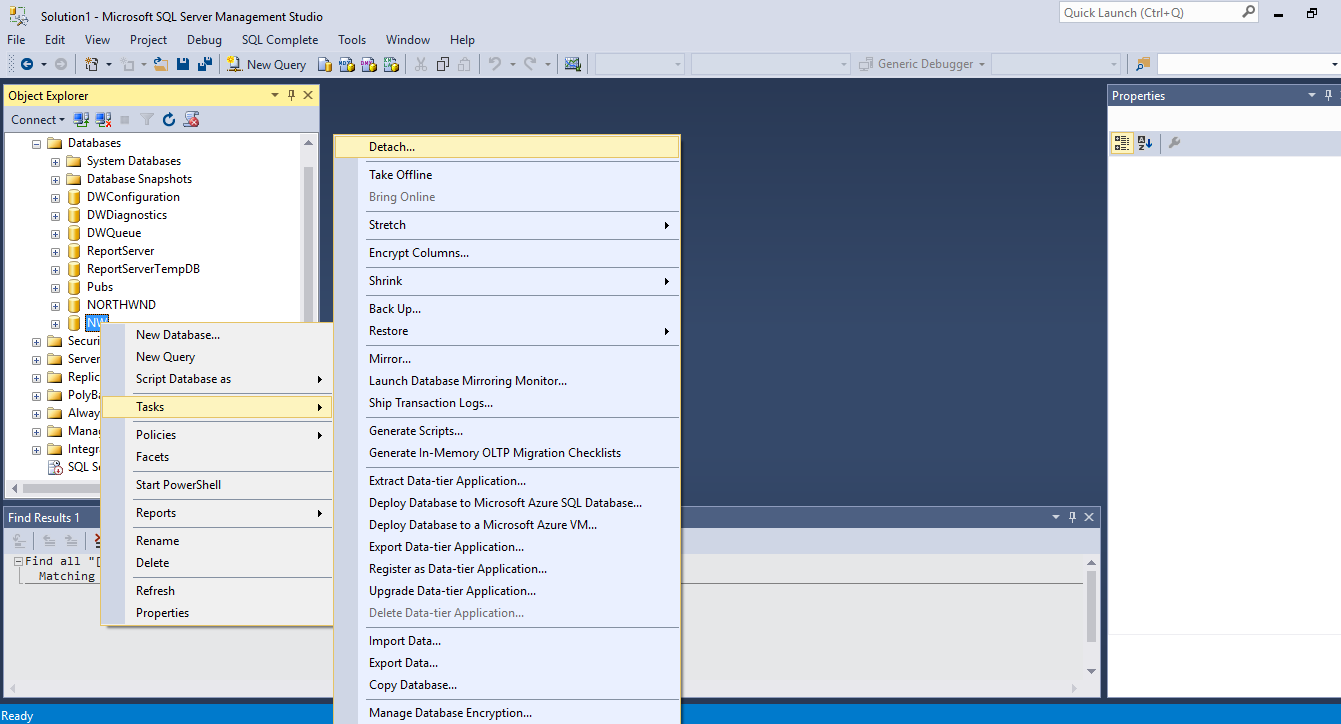 Solution1 - Microsoft SQL Server Management Studio
Quick Launch (Ctrl+Q)
File Edit View Project Debug SQL Complete Tools Window Help
New Query
Generic Debugger
Object Explorer
Connect
Databases
System Databases
Database Snapshots
DWConfiguration
DWDiagnostics
DWQueue
ReportServer
ReportServerTempDB
Pubs
NORTHWND
NW
Securi
Server
Replic
PolyBa
Alway
Manag
Integr
SQL Se
New Database...
New Query
Script Database as
Tasks
Policies
Facets
Start PowerShell
Reports
Rename
Delete
Refresh
Properties
Detach...
Take Offline
Bring Online
Stretch
Encrypt Columns...
Shrink
Back Up...
Restore
Mirror...
Launch Database Mirroring Monitor...
Ship Transaction Logs...
Generate Scripts...
Generate In-Memory OLTP Migration Checklists
Extract Data-tier Application...
Deploy Database to Microsoft Azure SQL Database...
Deploy Database to a Microsoft Azure VM...
Export Data-tier Application...
Register as Data-tier Application...
Upgrade Data-tier Application...
Delete Data-tier Application...
Import Data...
Export Data...
Copy Database...
Manage Database Encryption...
Properties
Find Results 1
Find all "[
Matching
Ready